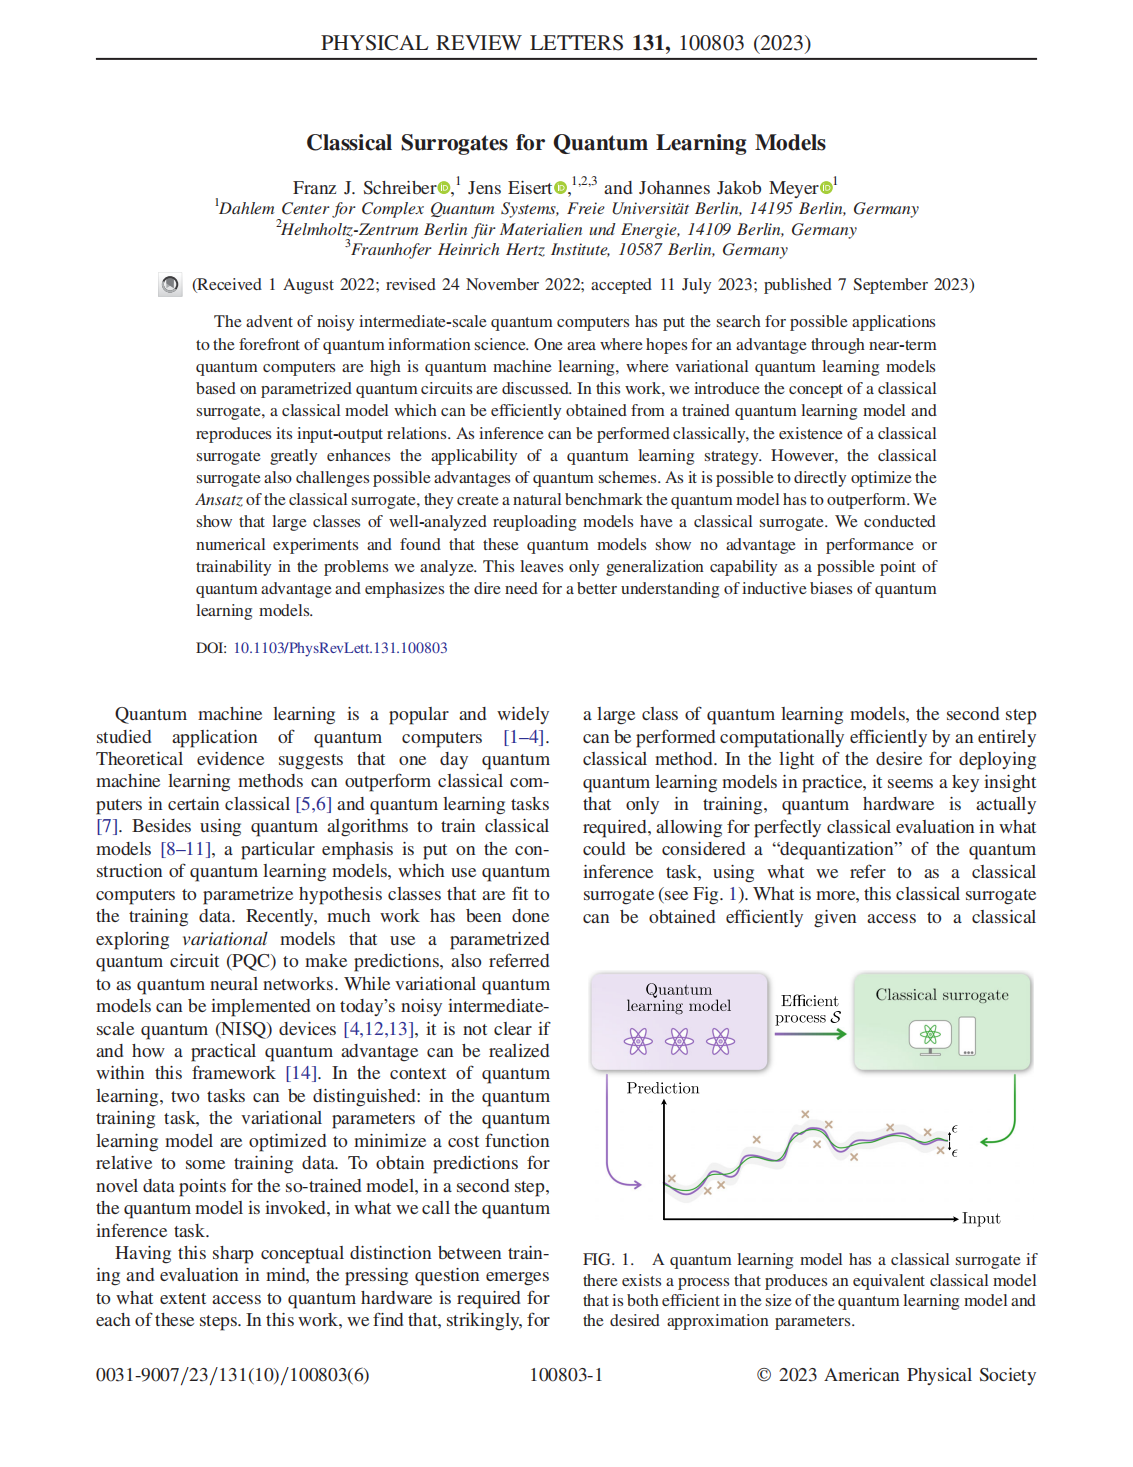 PHYSICAL REVIEW LETTERS 131, 100803 (2023)
Classical Surrogates for Quantum Learning Models
Franz J. Schreiber,1 Jens Eisert,1,2,3 and Johannes Jakob Meyer1
1Dahlem Center for Complex Quantum Systems, Freie Universität Berlin, 14195 Berlin, Germany
2Helmholtz-Zentrum Berlin für Materialien und Energie, 14109 Berlin, Germany
3Fraunhofer Heinrich Hertz Institute, 10587 Berlin, Germany
(Received 1 August 2022; revised 24 November 2022; accepted 11 July 2023; published 7 September 2023)
The advent of noisy intermediate-scale quantum computers has put the search for possible applications
to the forefront of quantum information science. One area where hopes for an advantage through near-term
quantum computers are high is quantum machine learning, where variational quantum learning models
based on parametrized quantum circuits are discussed. In this work, we introduce the concept of a classical
surrogate, a classical model which can be efficiently obtained from a trained quantum learning model and
reproduces its input-output relations. As inference can be performed classically, the existence of a classical
surrogate greatly enhances the applicability of a quantum learning strategy. However, the classical
surrogate also challenges possible advantages of quantum schemes. As it is possible to directly optimize the
Ansatz of the classical surrogate, they create a natural benchmark the quantum model has to outperform. We
show that large classes of well-analyzed reuploading models have a classical surrogate. We conducted
numerical experiments and found that these quantum models show no advantage in performance or
trainability in the problems we analyze. This leaves only generalization capability as a possible point of
quantum advantage and emphasizes the dire need for a better understanding of inductive biases of quantum
learning models.
DOI: 10.1103/PhysRevLett.131.100803
Quantum machine learning is a popular and widely
studied application of quantum computers [1–4].
Theoretical evidence suggests that one day quantum
machine learning methods can outperform classical com-
puters in certain classical [5,6] and quantum learning tasks
[7]. Besides using quantum algorithms to train classical
models [8–11], a particular emphasis is put on the con-
struction of quantum learning models, which use quantum
computers to parametrize hypothesis classes that are fit to
the training data. Recently, much work has been done
exploring variational models that use a parametrized
quantum circuit (PQC) to make predictions, also referred
to as quantum neural networks. While variational quantum
models can be implemented on today's noisy intermediate-
scale quantum (NISQ) devices [4,12,13], it is not clear if
and how a practical quantum advantage can be realized
within this framework [14]. In the context of quantum
learning, two tasks can be distinguished: in the quantum
training task, the variational parameters of the quantum
learning model are optimized to minimize a cost function
relative to some training data. To obtain predictions for
novel data points for the so-trained model, in a second step,
the quantum model is invoked, in what we call the quantum
inference task.
Having this sharp conceptual distinction between train-
ing and evaluation in mind, the pressing question emerges
to what extent access to quantum hardware is required for
each of these steps. In this work, we find that, strikingly, for
a large class of quantum learning models, the second step
can be performed computationally efficiently by an entirely
classical method. In the light of the desire for deploying
quantum learning models in practice, it seems a key insight
that only in training, quantum hardware is actually
required, allowing for perfectly classical evaluation in what
could be considered a “dequantization” of the quantum
inference task, using what we refer to as a classical
surrogate (see Fig. 1). What is more, this classical surrogate
can be obtained efficiently given access to a classical
Quantum
learning model
Efficient
process S
Classical surrogate
Prediction
ϵ
ϵ
Input
FIG. 1. A quantum learning model has a classical surrogate if
there exists a process that produces an equivalent classical model
that is both efficient in the size of the quantum learning model and
the desired approximation parameters.
0031-9007/23/131(10)/100803(6)
100803-1
© 2023 American Physical Society